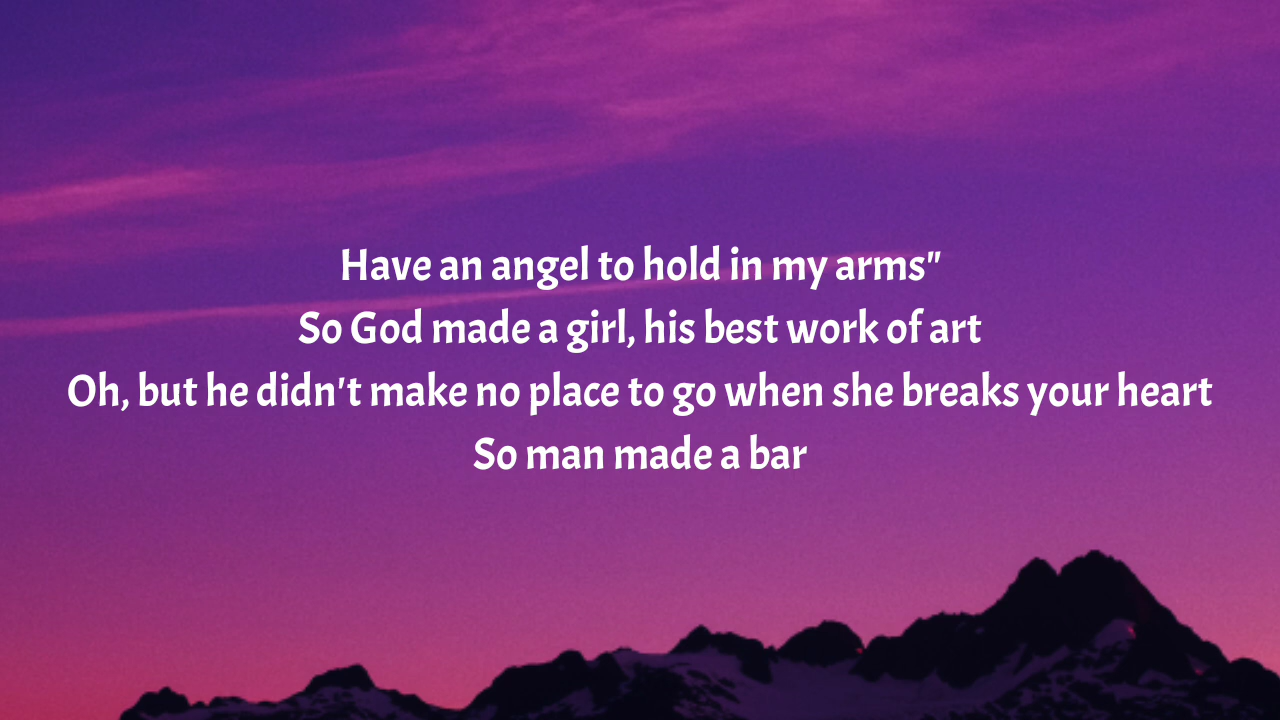 Have an angel to hold in my arms"
So God made a girl, his best work of art
Oh, but he didn't make no place to go when she breaks your heart
So man made a bar